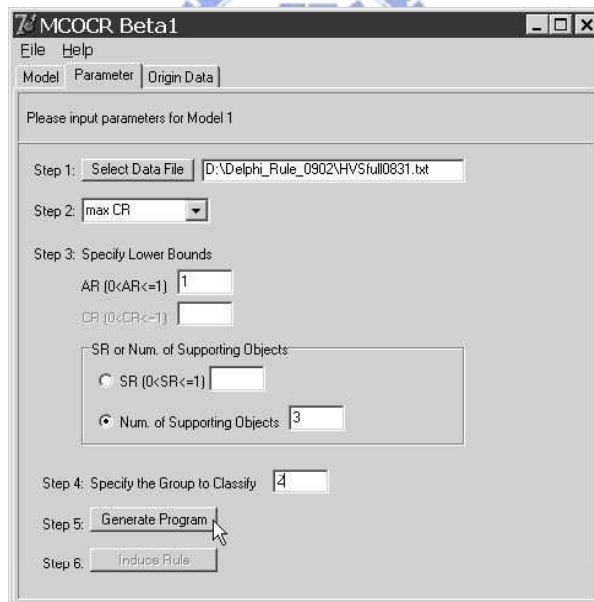 MCOCR Beta1
File Help
Model Parameter Origin Data
Please input parameters for Model 1
Step 1: Select Data File D:\Delphi_Rule_0902\HVSfull0831.txt
Step 2: max CR
Step 3: Specify Lower Bounds
AR (0<AR<=1) 1
CR (0<CR<=1)
SR or Num. of Supporting Objects
SR (0<SR<=1)
Num. of Supporting Objects 3
Step 4: Specify the Group to Classify 2
Step 5: Generate Program
Step 6. Induce Rule